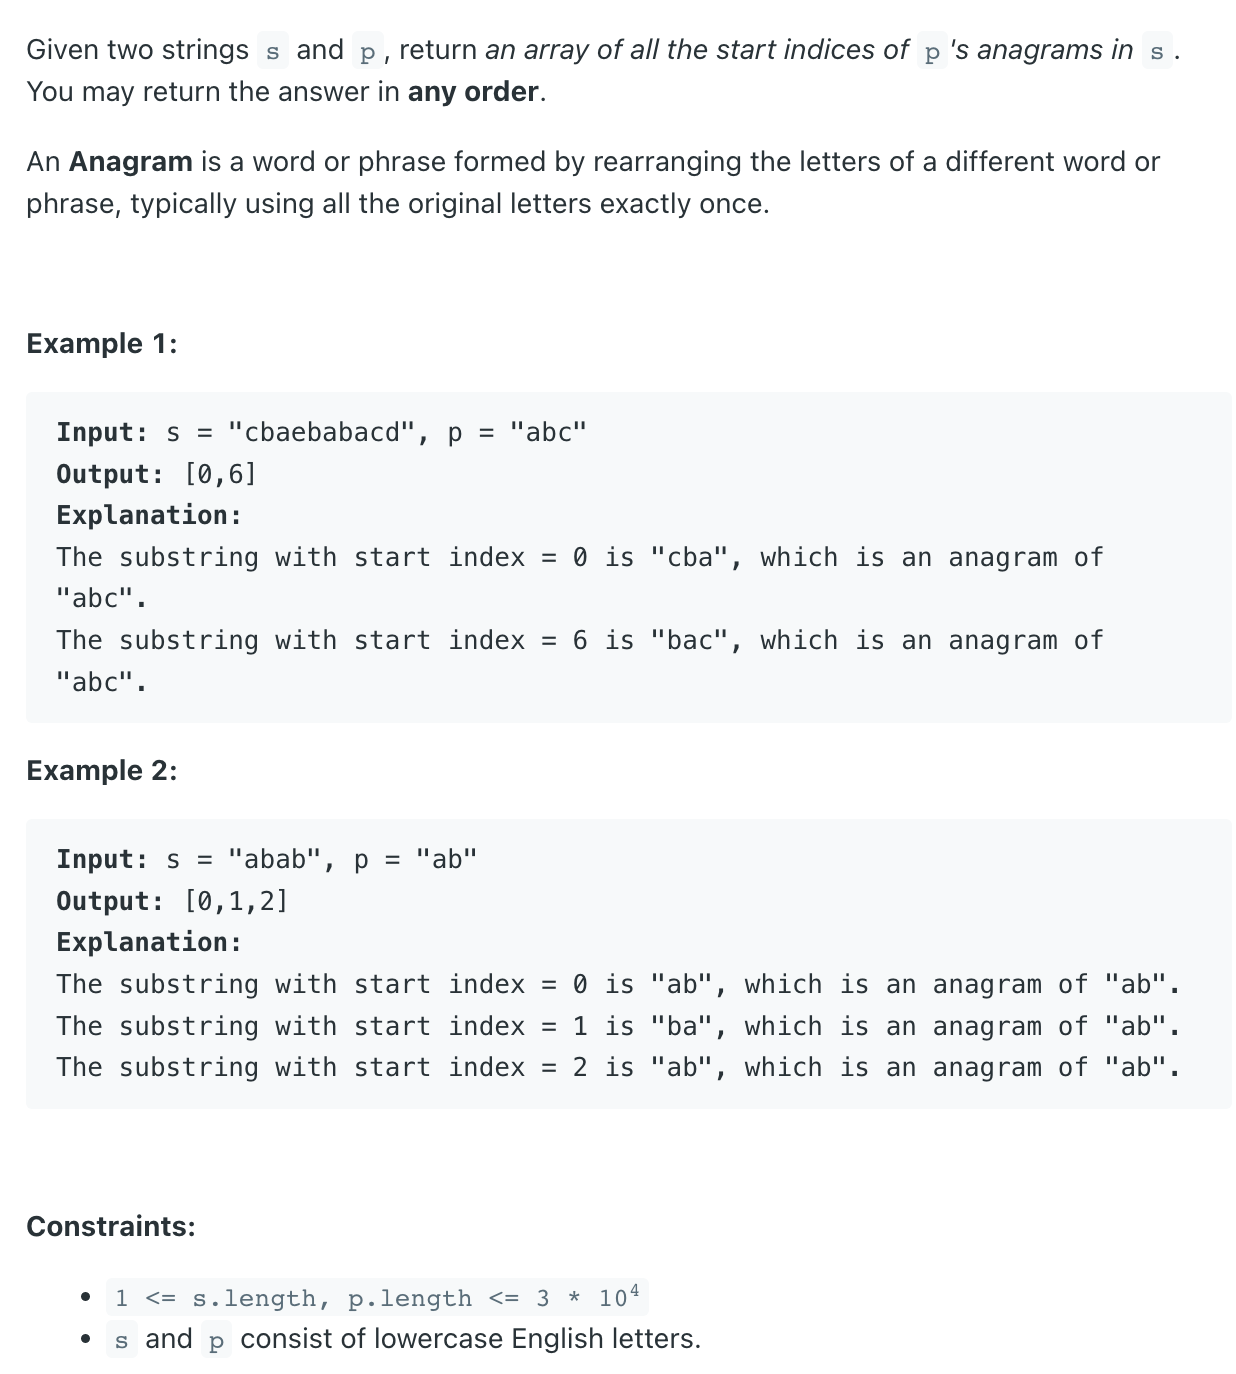 Given two strings s and p, return an array of all the start indices of p's anagrams in s.
You may return the answer in any order.
An Anagram is a word or phrase formed by rearranging the letters of a different word or
phrase, typically using all the original letters exactly once.
Example 1:
Input: s = "cbaebabacd", p = "abc"
Output: [0,6]
Explanation:
The substring with start index = 0 is "cba", which is an anagram of
"abc".
The substring with start index = 6 is "bac", which is an anagram of
"abc".
Example 2:
Input: s = "abab", p = "ab"
Output: [0,1,2]
Explanation:
The substring with start index = 0 is "ab", which is an anagram of "ab".
The substring with start index = 1 is "ba", which is an anagram of "ab".
The substring with start index = 2 is "ab", which is an anagram of "ab".
Constraints:
• 1 <= s.length, p.length <= 3 * 10⁴
• s and p consist of lowercase English letters.